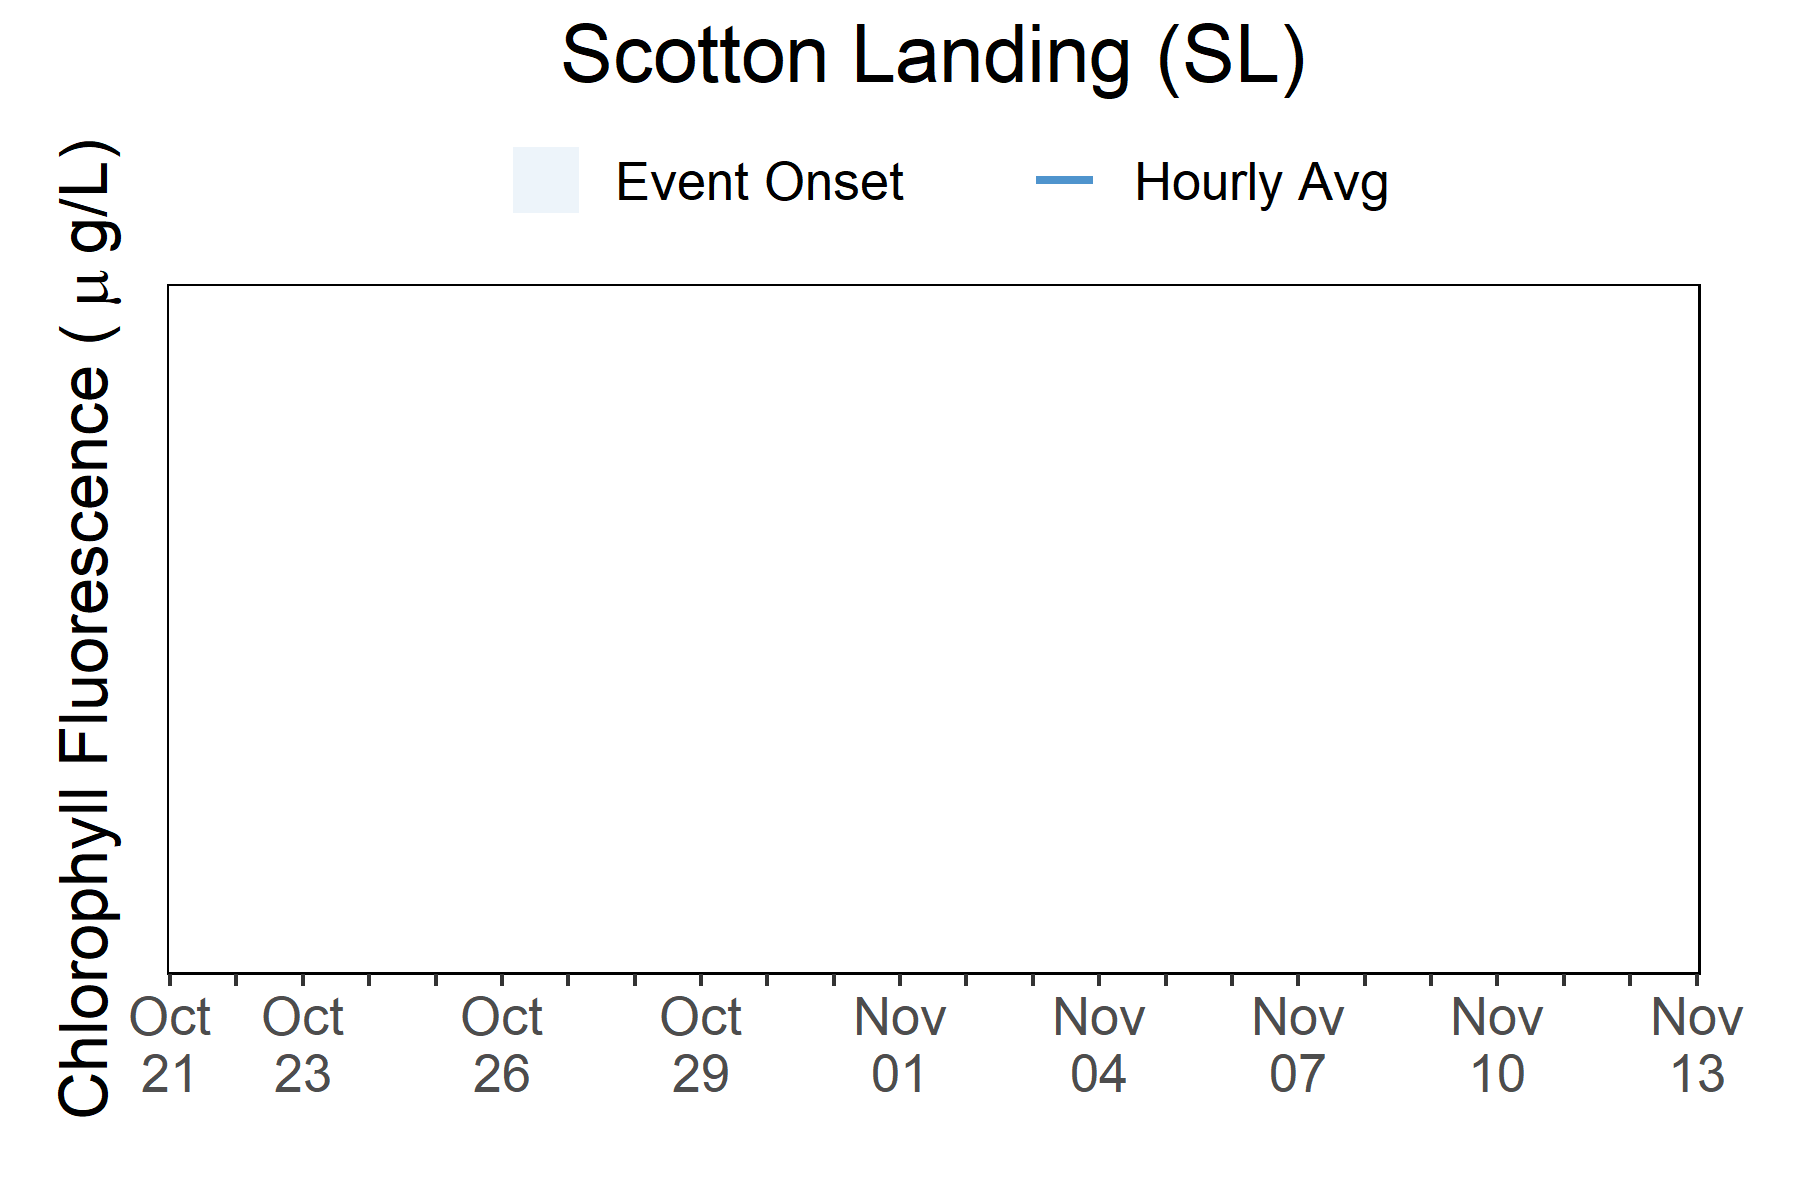 Scotton Landing (SL)
Event Onset
Hourly Avg
Chlorophyll Fluorescence ( μ g/L)
Oct Oct Oct Oct Nov Nov Nov Nov Nov
21 23 26 29 01 04 07 10 13